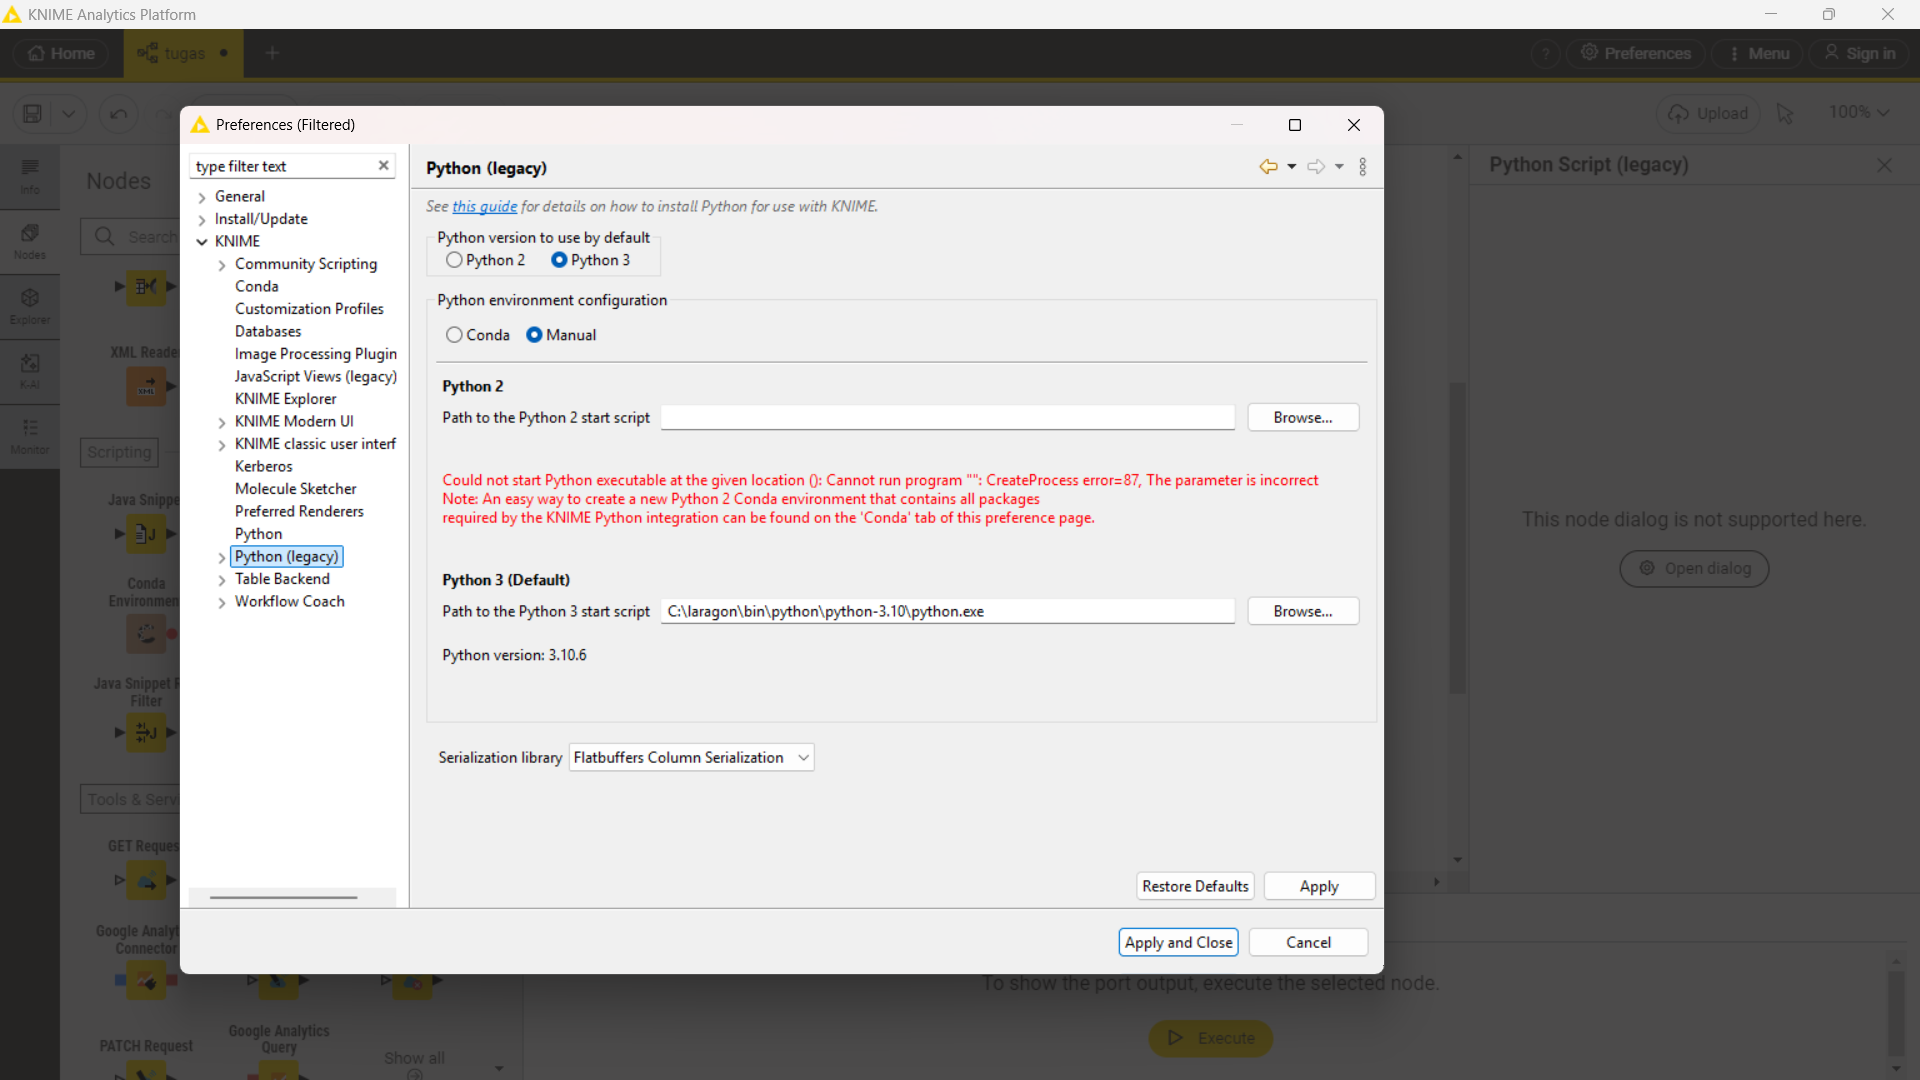 KNIME Analytics Platform
Home
tugas
?
Preferences
Menu
Sign in
Upload
100%
Info
Nodes
Explorer
K-AI
Monitor
Nodes
Search
XML Reade
Scripting
Java Snippe
Conda
Environmen
Java Snippet R
Filter
Tools & Servi
GET Reques
Google Analyt
Connector
PATCH Request
Google Analytics
Query
Show all
Preferences (Filtered)
type filter text
General
Install/Update
KNIME
Community Scripting
Conda
Customization Profiles
Databases
Image Processing Plugin
JavaScript Views (legacy)
KNIME Explorer
KNIME Modern UI
KNIME classic user interf
Kerberos
Molecule Sketcher
Preferred Renderers
Python
Python (legacy)
Table Backend
Workflow Coach
Python (legacy)
See this guide for details on how to install Python for use with KNIME.
Python version to use by default
Python 2 Python 3
Python environment configuration
Conda Manual
Python 2
Path to the Python 2 start script Browse...
Could not start Python executable at the given location (): Cannot run program "": CreateProcess error=87, The parameter is incorrect
Note: An easy way to create a new Python 2 Conda environment that contains all packages
required by the KNIME Python integration can be found on the 'Conda' tab of this preference page.
Python 3 (Default)
Path to the Python 3 start script C:\laragon\bin\python\python-3.10\python.exe Browse...
Python version: 3.10.6
Serialization library Flatbuffers Column Serialization
Restore Defaults Apply
Apply and Close Cancel
Python Script (legacy)
This node dialog is not supported here.
Open dialog
To show the port output, execute the selected node.
Execute